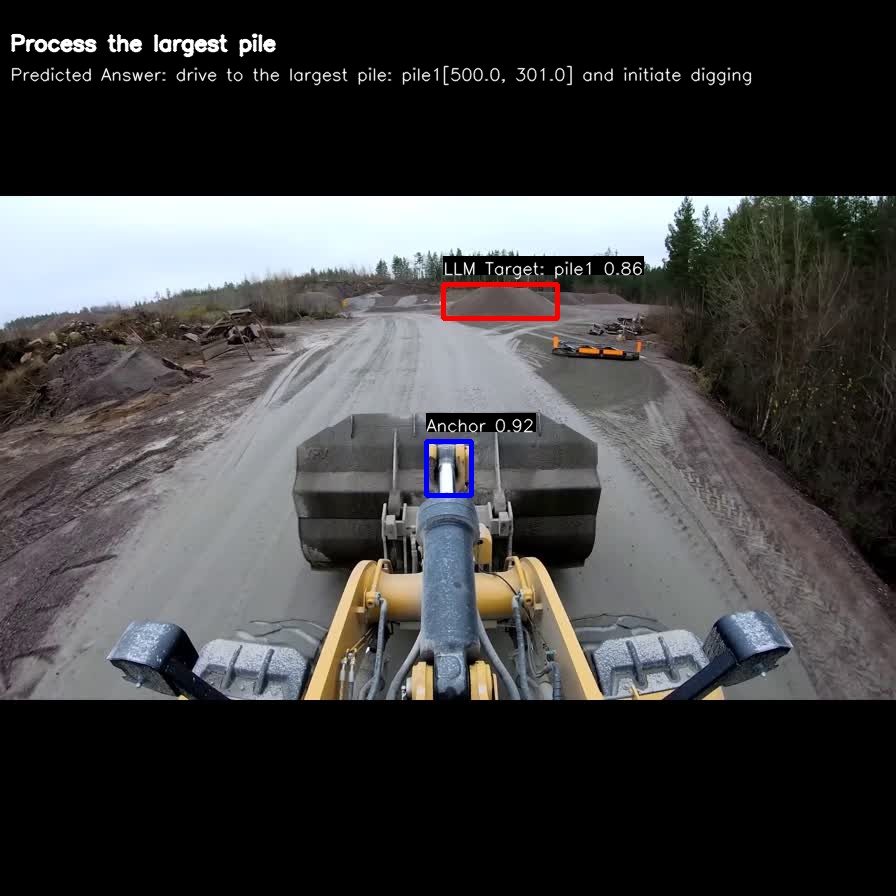 Process the largest pile
Predicted Answer: drive to the largest pile: pile1[500.0, 301.0] and initiate digging
LLM Target: pile1 0.86
Anchor 0.92